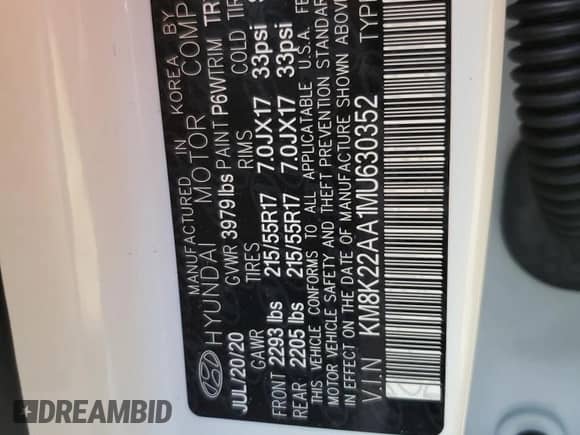 MANUFACTURED IN KOREA BY
HYUNDAI MOTOR COMP
JUL/20/20 GVWR 3979 lbs PAINT P6W TRIM TR
GAWR TIRES RIMS COLD TIR
FRONT 2293 lbs 215/55R17 7.0JX17 33psi
REAR 2205 lbs 215/55R17 7.0JX17 33psi
THIS VEHICLE CONFORMS TO ALL APPLICABLE U.S.A. FE
MOTOR VEHICLE SAFETY AND THEFT PREVENTION STANDAR
IN EFFECT ON THE DATE OF MANUFACTURE SHOWN ABOVE
V.I.N KM8K22AA1MU630352 TYPE
DREAMBID